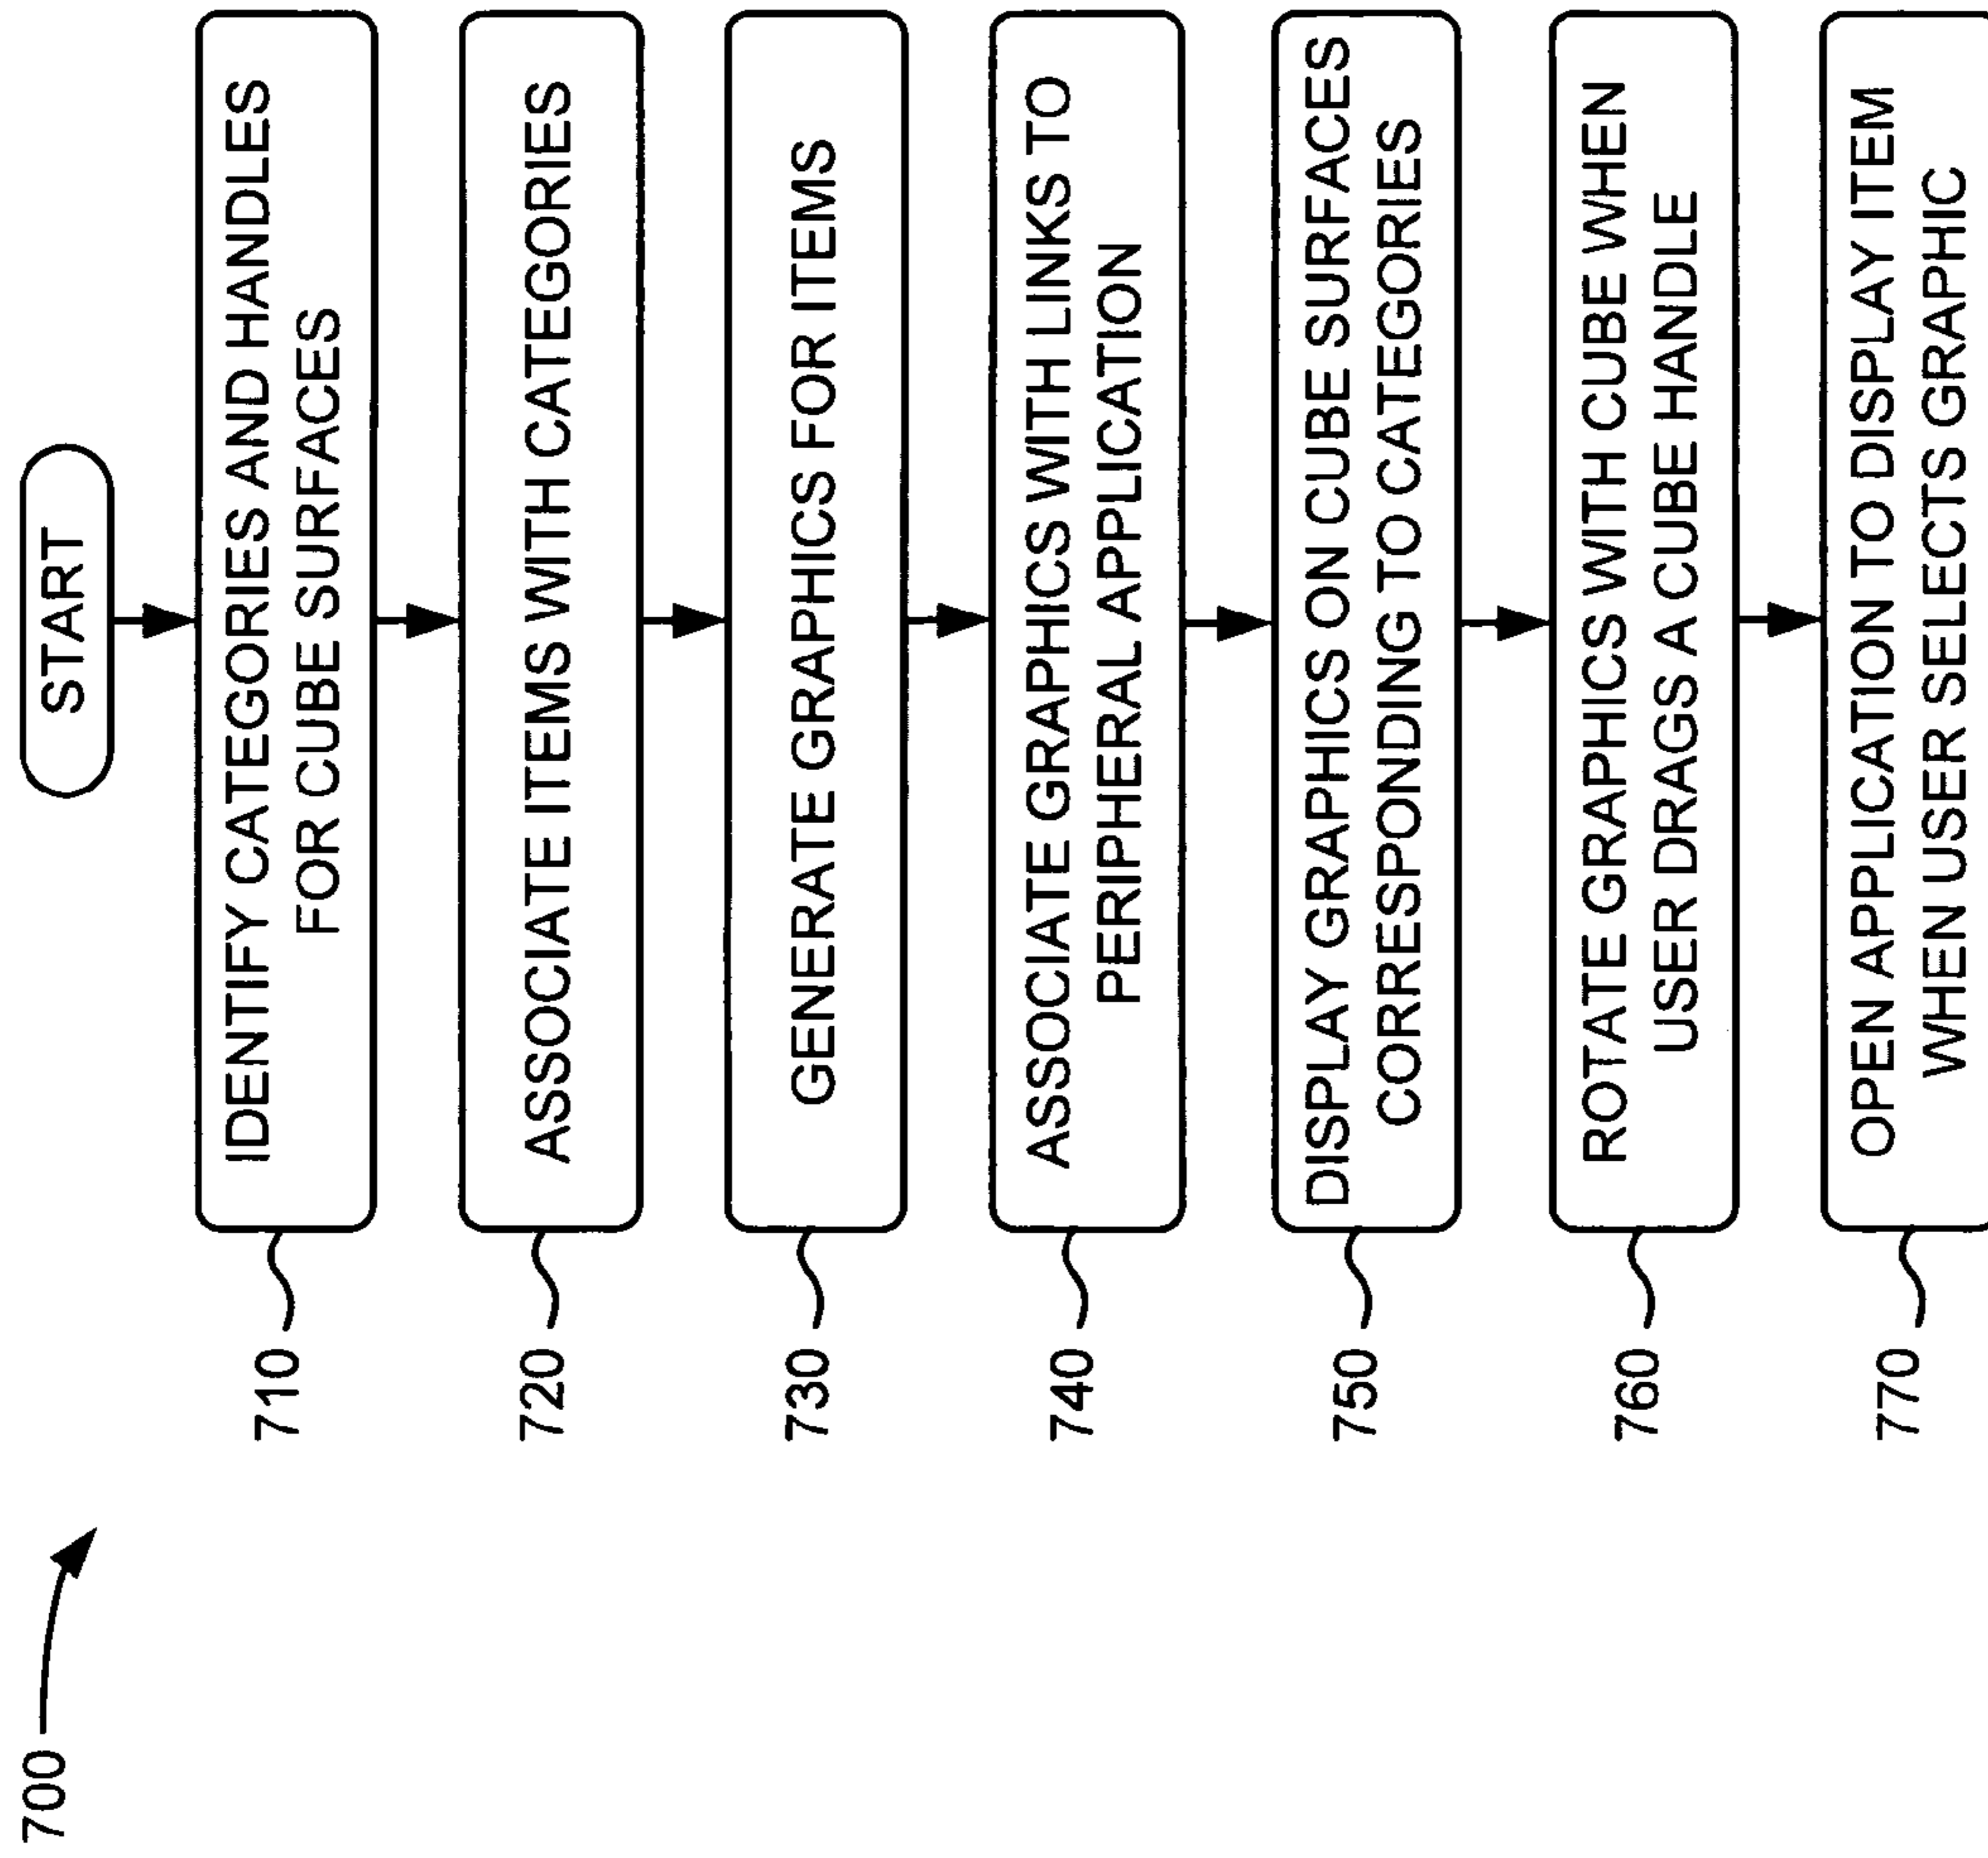 700
START
710
IDENTIFY CATEGORIES AND HANDLES
FOR CUBE SURFACES
720
ASSOCIATE ITEMS WITH CATEGORIES
730
GENERATE GRAPHICS FOR ITEMS
740
ASSOCIATE GRAPHICS WITH LINKS TO
PERIPHERAL APPLICATION
750
DISPLAY GRAPHICS ON CUBE SURFACES
CORRESPONDING TO CATEGORIES
760
ROTATE GRAPHICS WITH CUBE WHEN
USER DRAGS A CUBE HANDLE
770
OPEN APPLICATION TO DISPLAY ITEM
WHEN USER SELECTS GRAPHIC